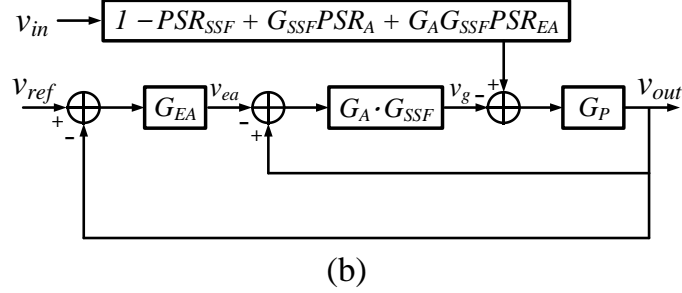 v_in 1 − PSR_SSF + G_SSF PSR_A + G_A G_SSF PSR_EA
v_ref + - G_EA v_ea - + G_A · G_SSF v_g - + G_P v_out
(b)